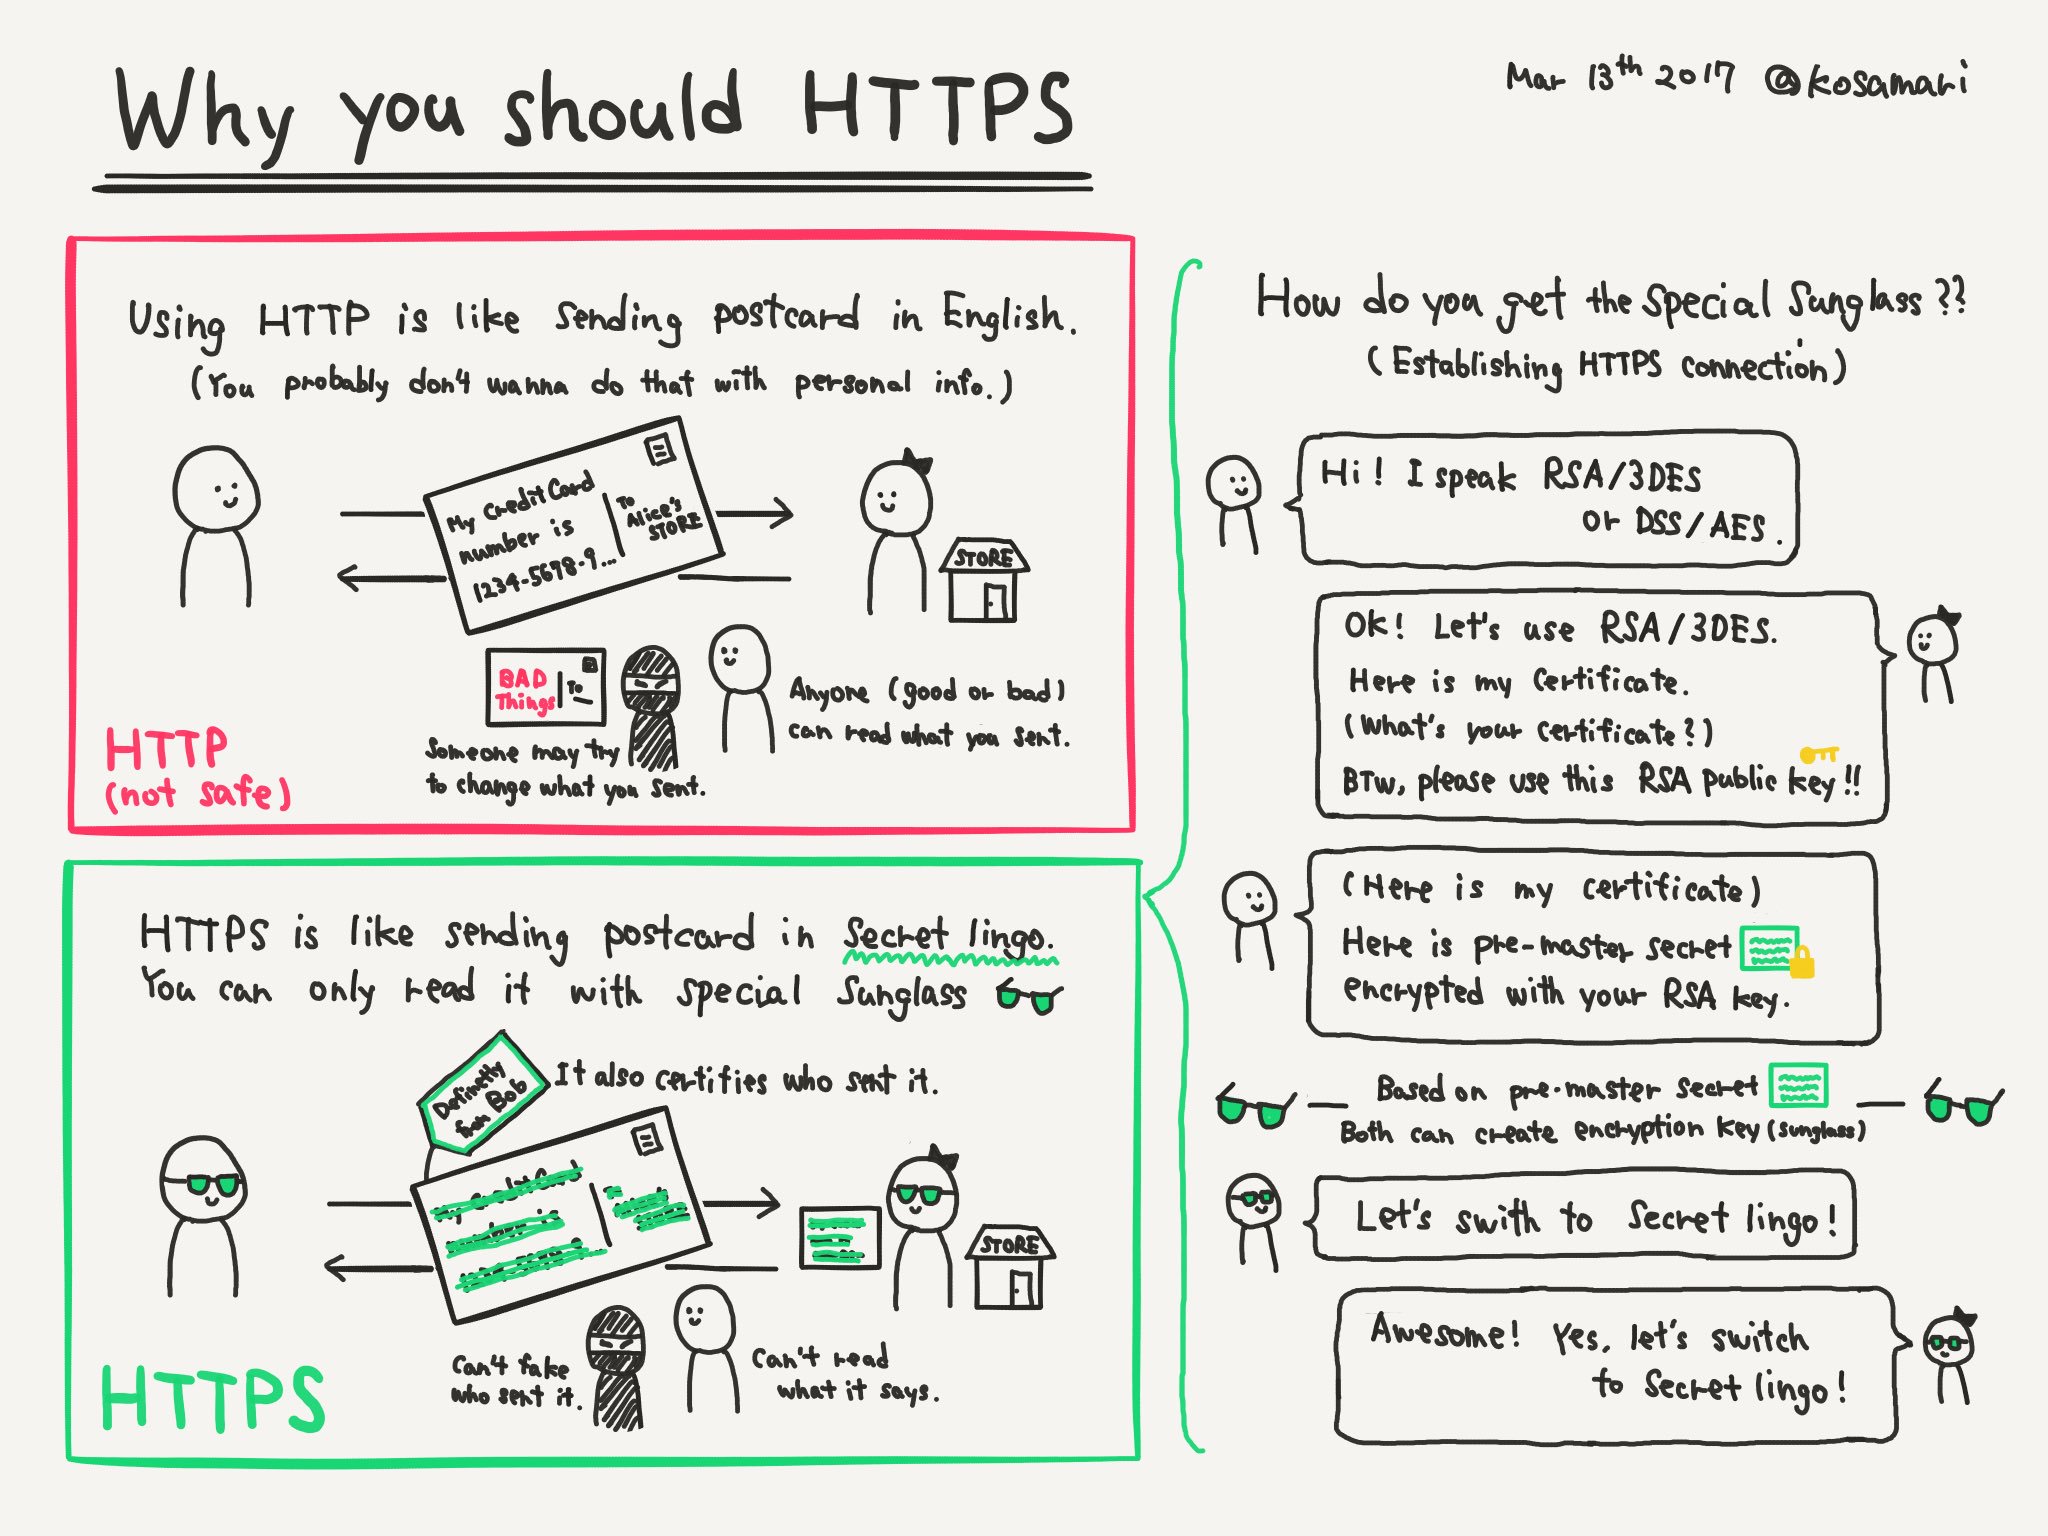 Why you should HTTPS
Mar 13th 2017 @kosamari
Using HTTP is like sending postcard in English.
(You probably don't wanna do that with personal info.)
My Credit Card
number is
1234-5678-9...
To
Alice's
STORE
STORE
BAD
Things
To
Someone may try
to change what you sent.
Anyone (good or bad)
can read what you sent.
HTTP
(not safe)
HTTPS is like sending postcard in Secret lingo.
You can only read it with special Sunglass
Definetly
from Bob
It also certifies who sent it.
STORE
Can't fake
who sent it.
Can't read
what it says.
HTTPS
How do you get the Special Sunglass??
(Establishing HTTPS connection)
Hi! I speak RSA/3DES
or DSS/AES.
OK! Let's use RSA/3DES.
Here is my Certificate.
(What's your certificate?)
BTW, please use this RSA public key!!
(Here is my certificate)
Here is pre-master secret
encrypted with your RSA key.
Based on pre-master secret
Both can create encryption key (sunglass)
Let's swith to Secret lingo!
Awesome! Yes, let's switch
to Secret lingo!